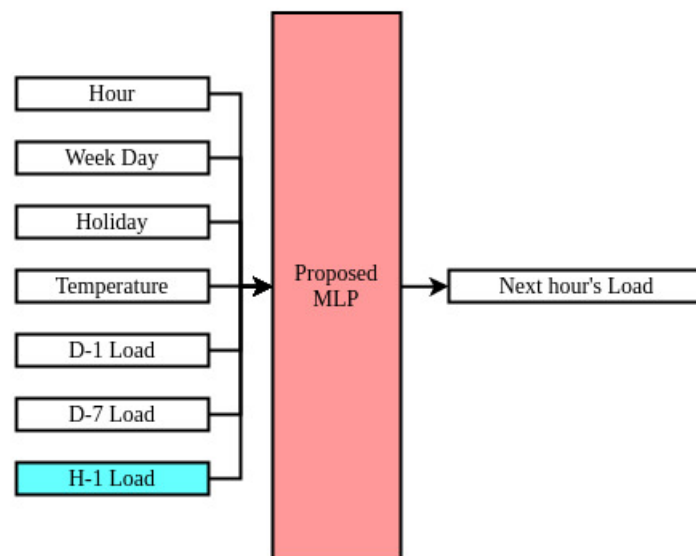 Hour
Week Day
Holiday
Temperature
D-1 Load
D-7 Load
H-1 Load
Proposed
MLP
Next hour's Load